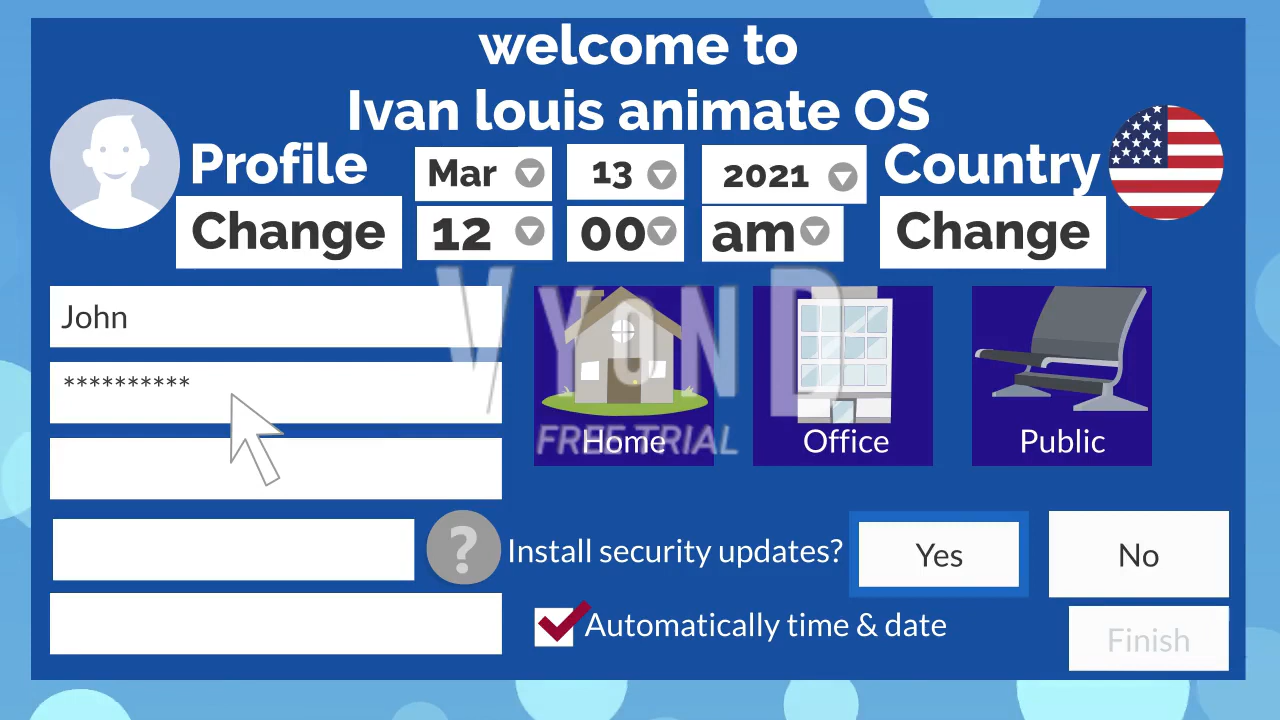 welcome to
Ivan louis animate OS
Profile
Change
Mar 13 2021
12 00 am
Country
Change
John
**********
VYOND
FREE TRIAL
Home
Office
Public
?
Install security updates?
Yes
No
Automatically time & date
Finish